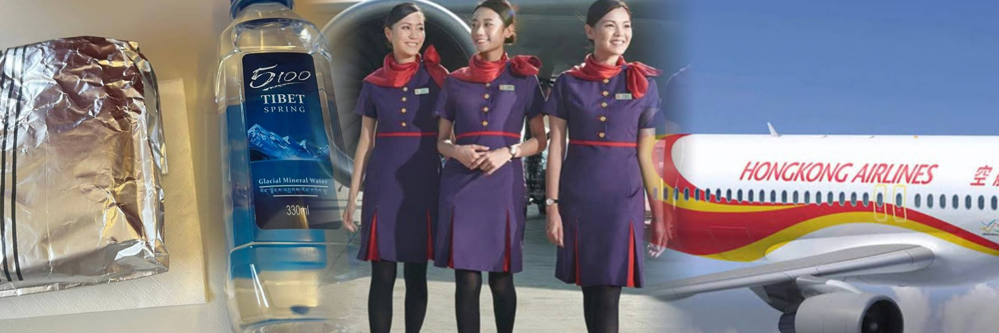 5100
TIBET
SPRING
Glacial Mineral Water
330ml
HONGKONG AIRLINES
空